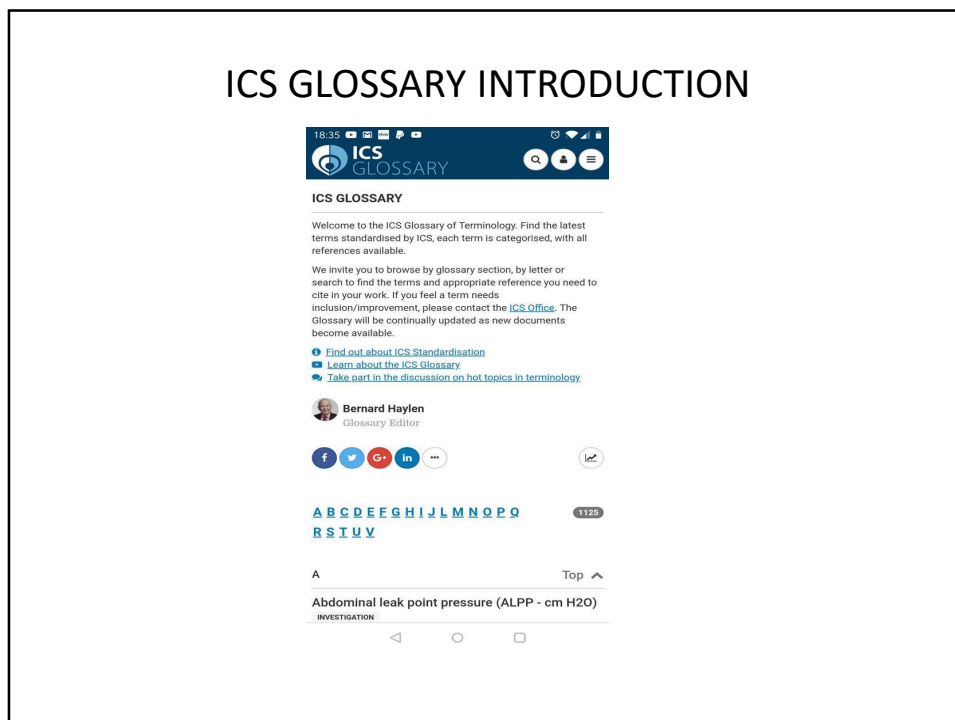 ICS GLOSSARY INTRODUCTION
18:35
ebay
ICS
GLOSSARY
ICS GLOSSARY
Welcome to the ICS Glossary of Terminology. Find the latest
terms standardised by ICS, each term is categorised, with all
references available.
We invite you to browse by glossary section, by letter or
search to find the terms and appropriate reference you need to
cite in your work. If you feel a term needs
inclusion/improvement, please contact the ICS Office. The
Glossary will be continually updated as new documents
become available.
Find out about ICS Standardisation
Learn about the ICS Glossary
Take part in the discussion on hot topics in terminology
Bernard Haylen
Glossary Editor
f G+ in
A B C D E F G H I J L M N O P Q 1125
R S T U V
A Top
Abdominal leak point pressure (ALPP - cm H2O)
INVESTIGATION